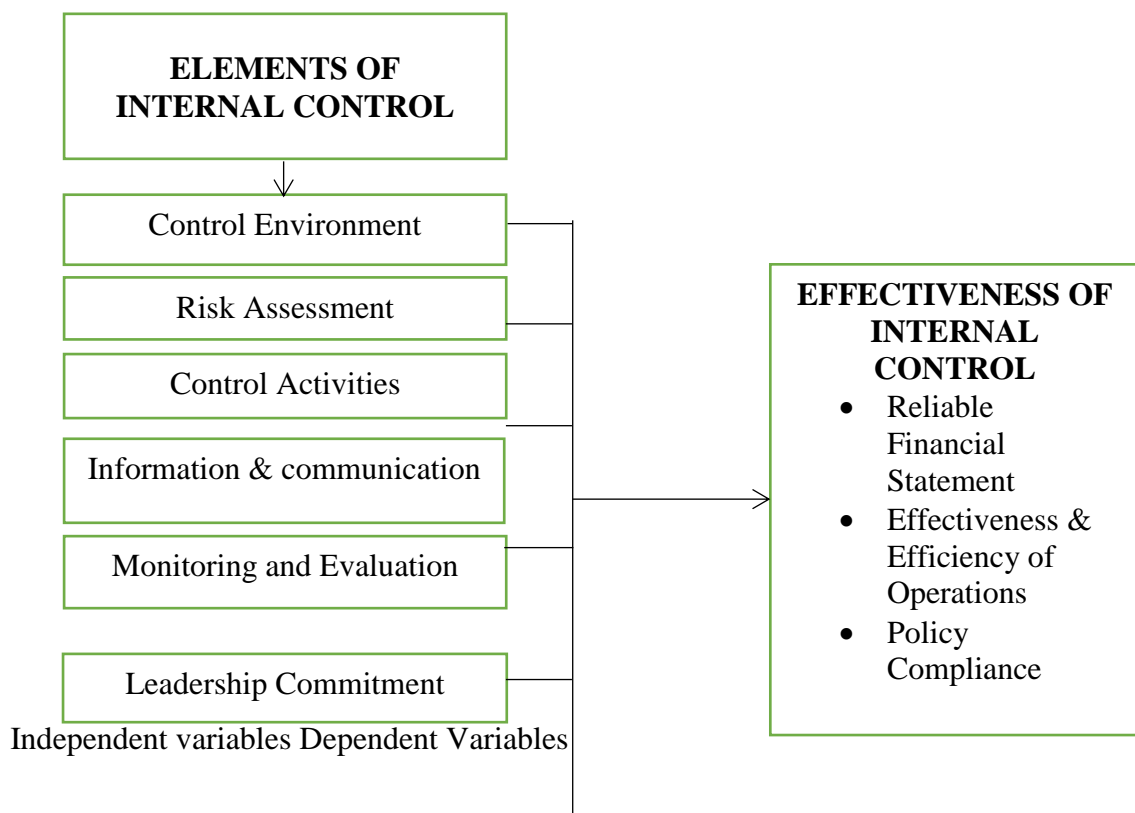 ELEMENTS OF
INTERNAL CONTROL
Control Environment
Risk Assessment
Control Activities
Information & communication
Monitoring and Evaluation
Leadership Commitment
Independent variables Dependent Variables
EFFECTIVENESS OF
INTERNAL
CONTROL
• Reliable
Financial
Statement
• Effectiveness &
Efficiency of
Operations
• Policy
Compliance